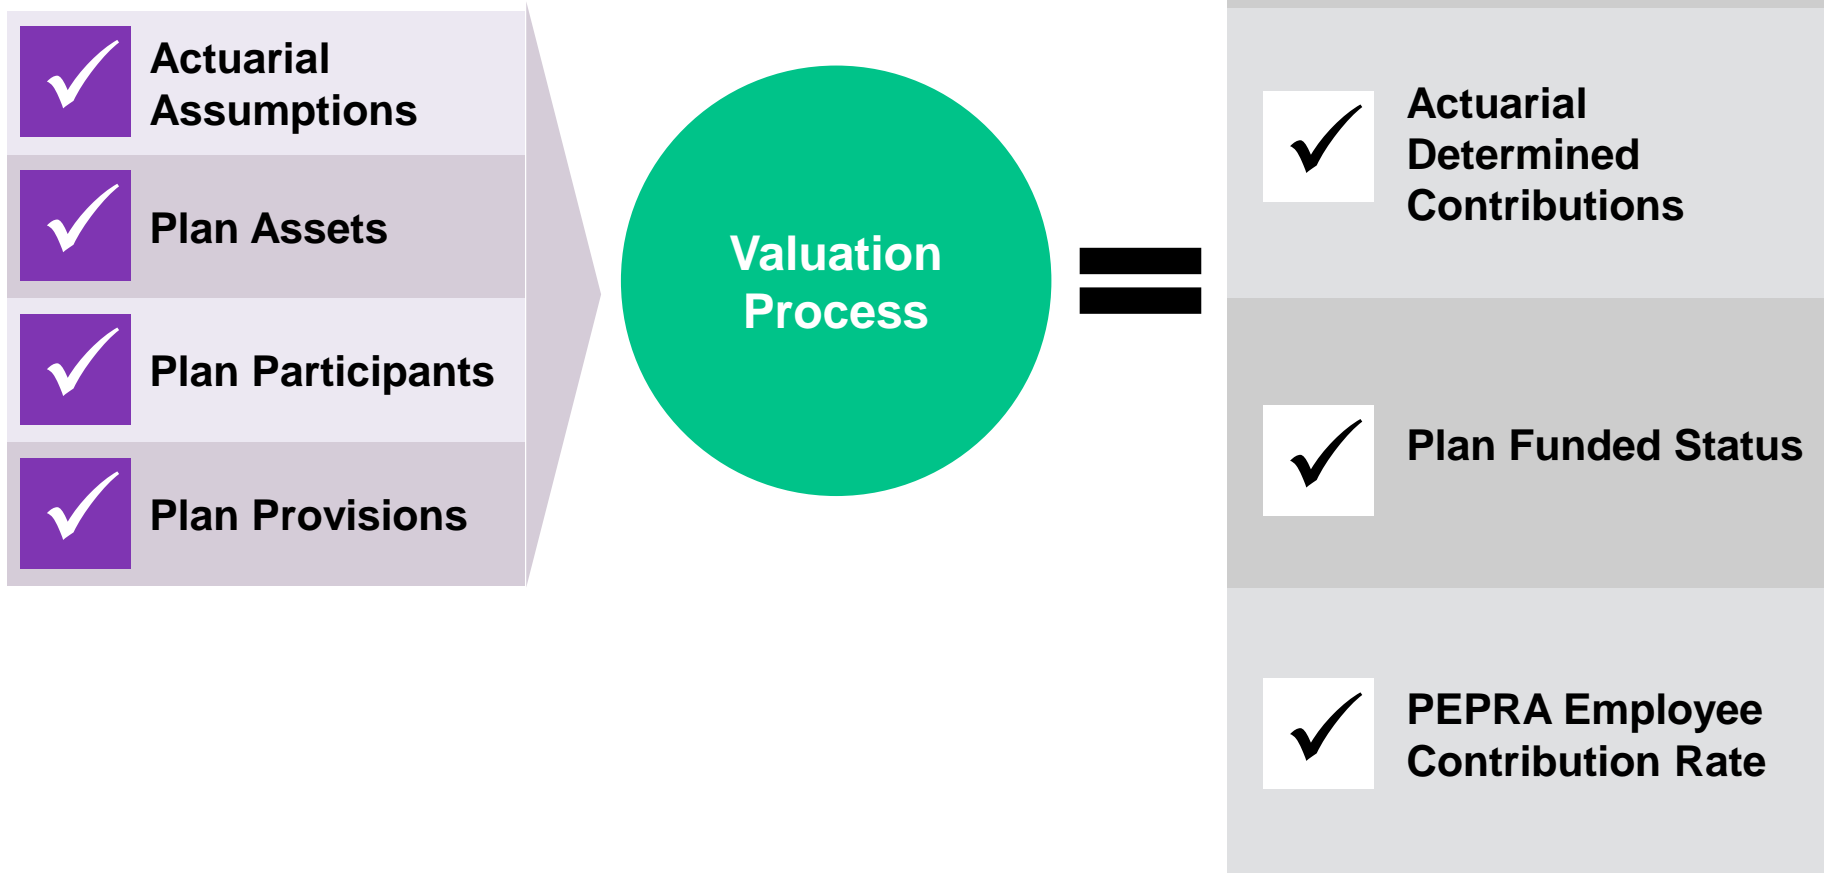 Actuarial
Assumptions
Plan Assets
Plan Participants
Plan Provisions
Valuation
Process
Actuarial
Determined
Contributions
Plan Funded Status
PEPRA Employee
Contribution Rate